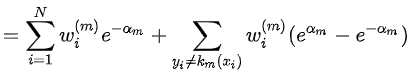 $= \sum_{i=1}^{N} w_i^{(m)} e^{-\alpha_m} + \sum_{y_i \neq k_m(x_i)} w_i^{(m)} (e^{\alpha_m} - e^{-\alpha_m})$